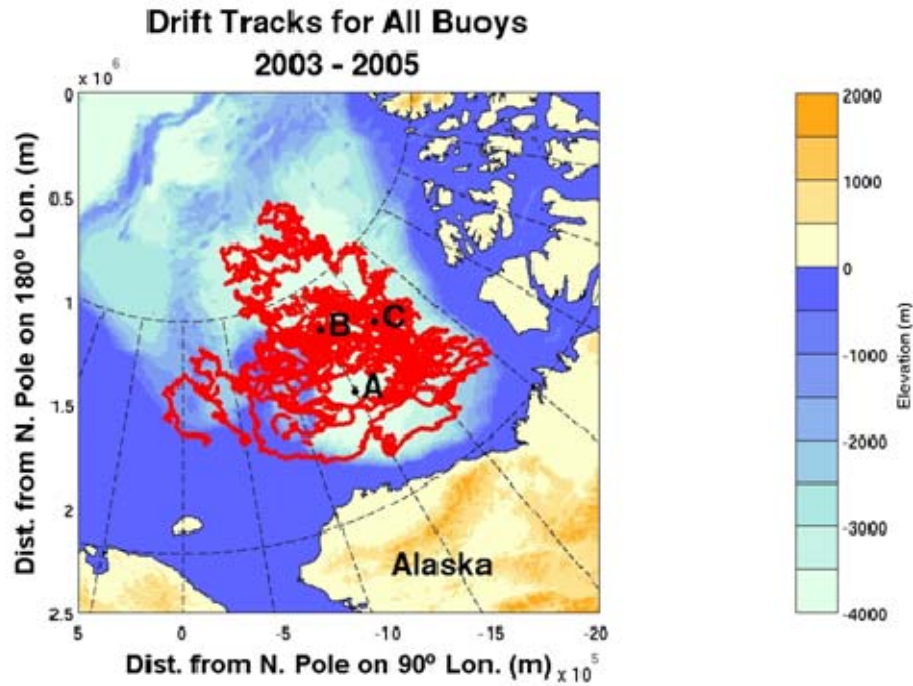 Drift Tracks for All Buoys
2003 - 2005
x 10⁶
0
0.5
1
1.5
2
2.5
Dist. from N. Pole on 180º Lon. (m)
B
C
A
Alaska
5
0
-5
-10
-15
-20
Dist. from N. Pole on 90º Lon. (m)
x 10⁵
2000
1000
0
-1000
-2000
-3000
-4000
Elevation (m)